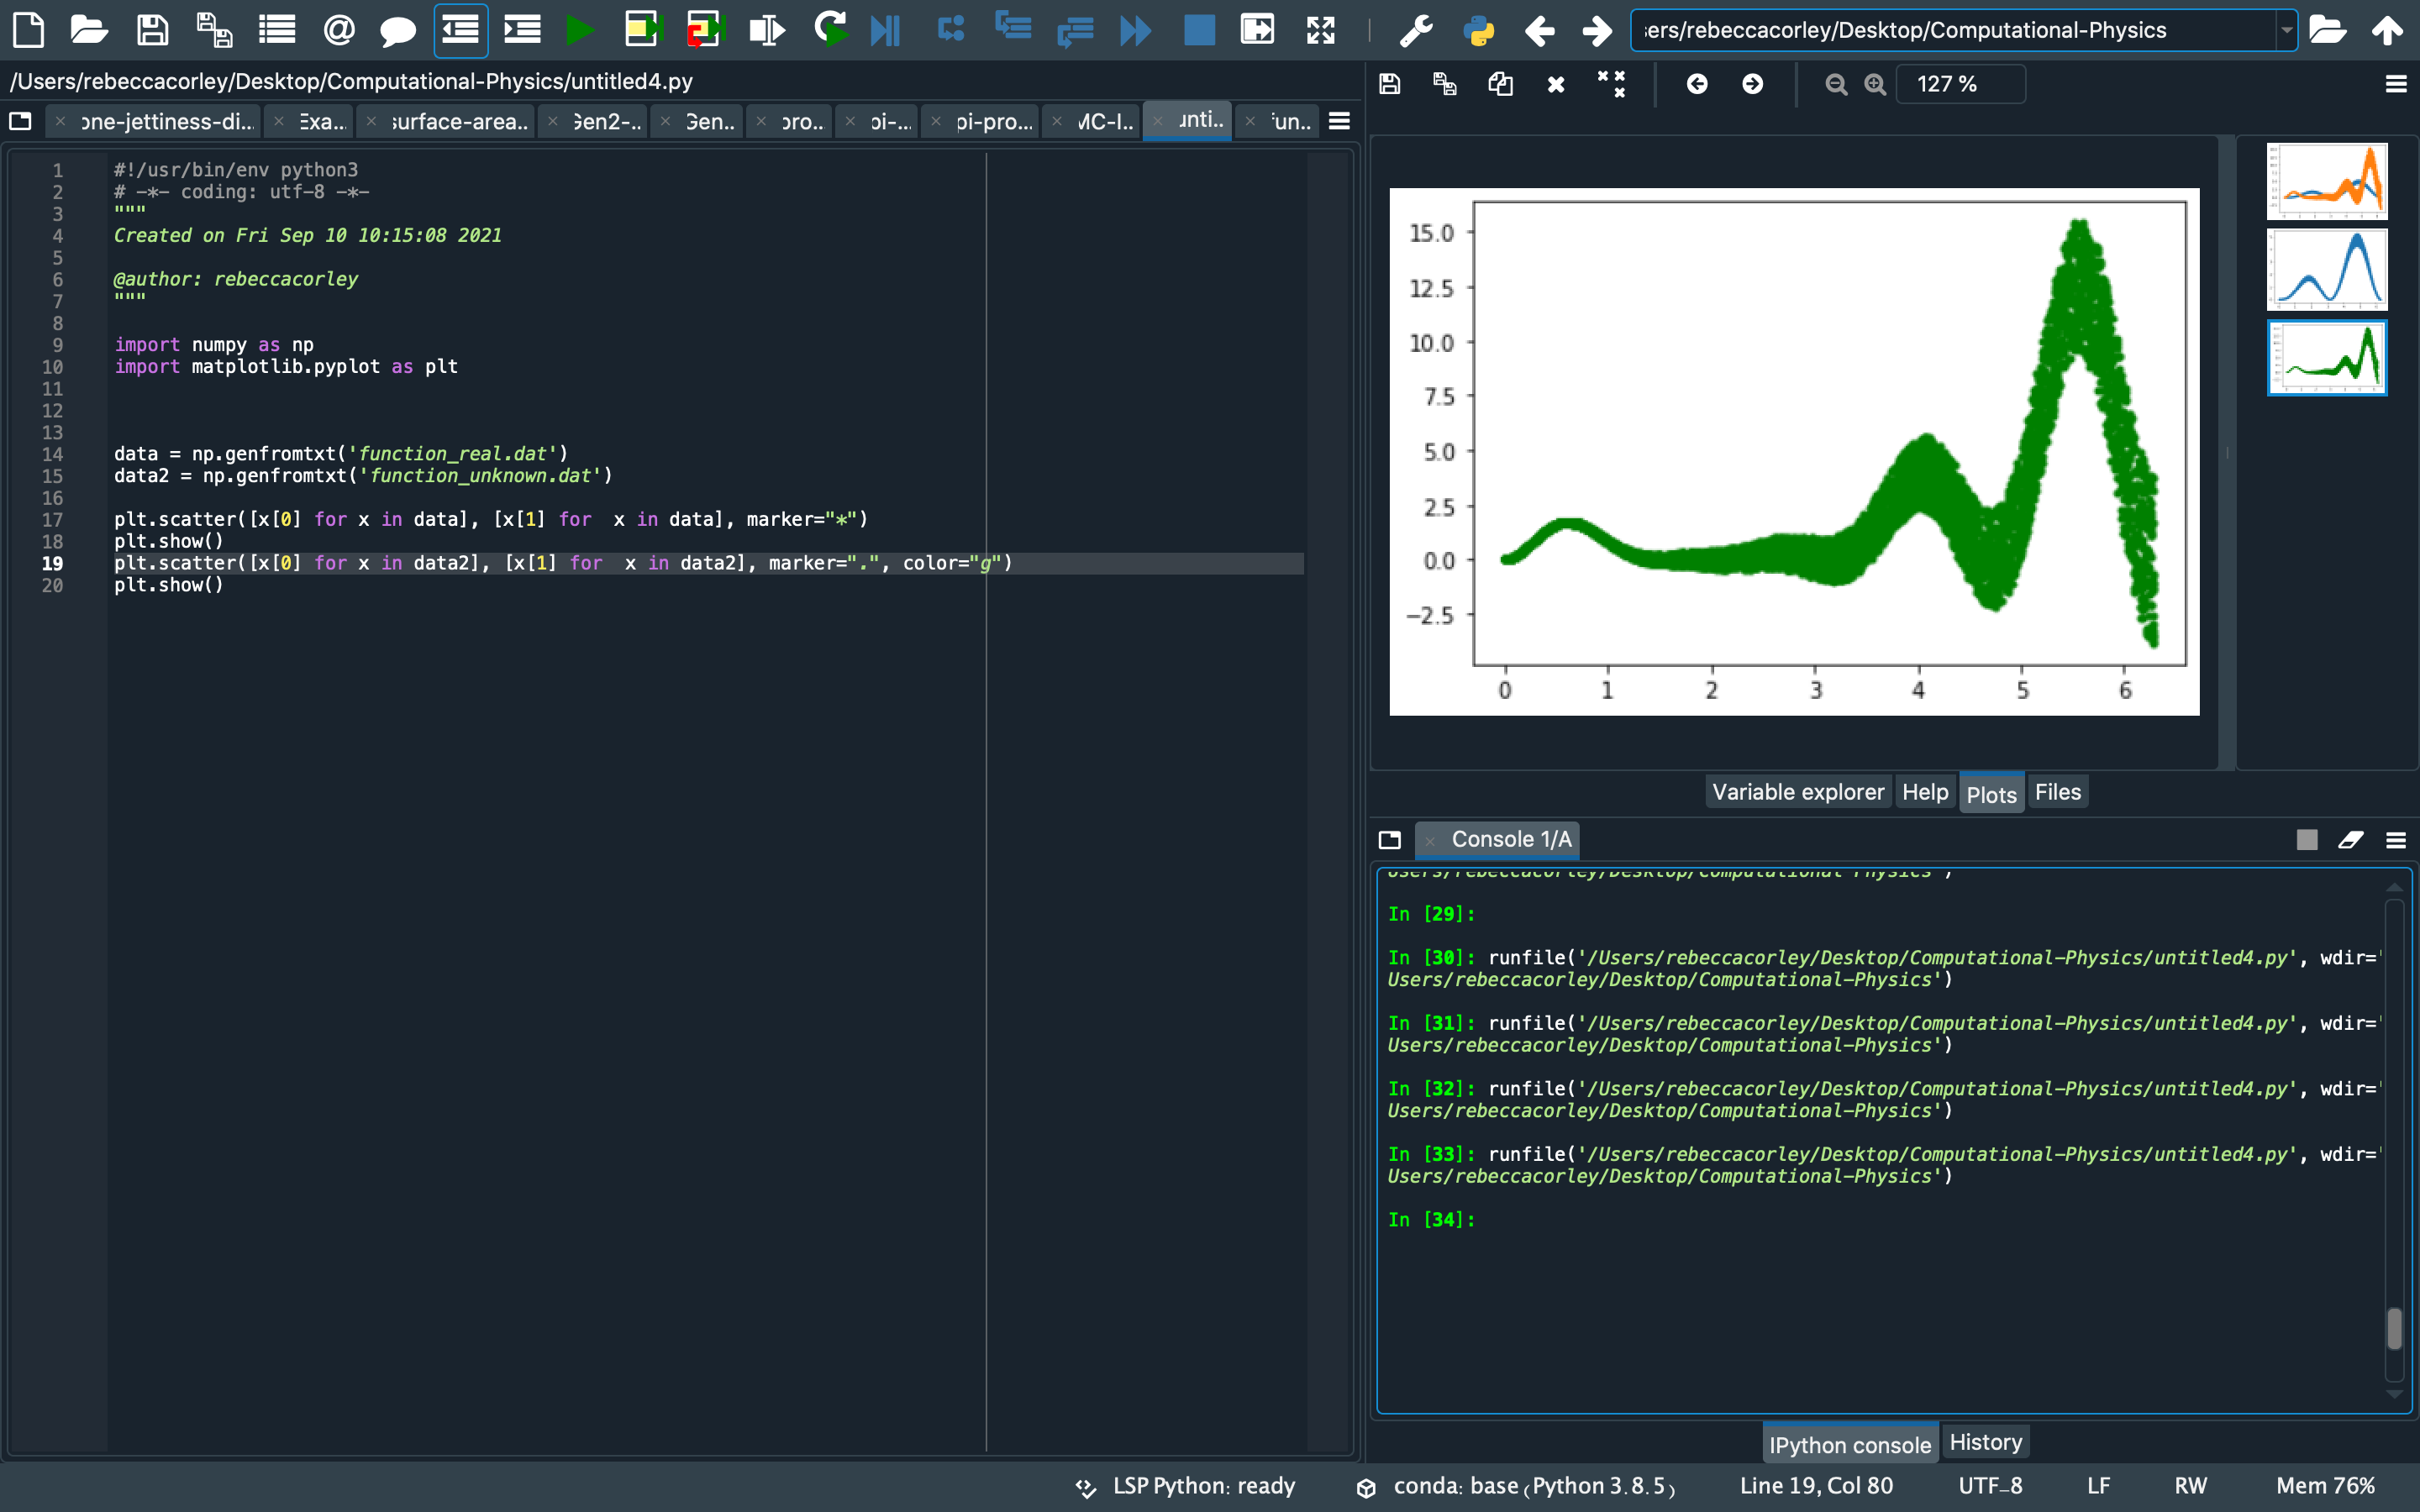 ers/rebeccacorley/Desktop/Computational-Physics
/Users/rebeccacorley/Desktop/Computational-Physics/untitled4.py
one-jettiness-di...
Exa...
surface-area...
Gen2-..
Gen..
pro...
pi-...
pi-pro...
MC-I..
unti..
fun..
1 #!/usr/bin/env python3
2 # -*- coding: utf-8 -*-
3 """
4 Created on Fri Sep 10 10:15:08 2021
5
6 @author: rebeccacorley
7 """
8
9 import numpy as np
10 import matplotlib.pyplot as plt
11
12
13
14 data = np.genfromtxt('function_real.dat')
15 data2 = np.genfromtxt('function_unknown.dat')
16
17 plt.scatter([x[0] for x in data], [x[1] for  x in data], marker="*")
18 plt.show()
19 plt.scatter([x[0] for x in data2], [x[1] for  x in data2], marker=".", color="g")
20 plt.show()
127 %
15.0
12.5
10.0
7.5
5.0
2.5
0.0
−2.5
0 1 2 3 4 5 6
Variable explorer Help Plots Files
Console 1/A
Users/rebeccacorley/Desktop/Computational-Physics')
In [29]:
In [30]: runfile('/Users/rebeccacorley/Desktop/Computational-Physics/untitled4.py', wdir='
Users/rebeccacorley/Desktop/Computational-Physics')
In [31]: runfile('/Users/rebeccacorley/Desktop/Computational-Physics/untitled4.py', wdir='
Users/rebeccacorley/Desktop/Computational-Physics')
In [32]: runfile('/Users/rebeccacorley/Desktop/Computational-Physics/untitled4.py', wdir='
Users/rebeccacorley/Desktop/Computational-Physics')
In [33]: runfile('/Users/rebeccacorley/Desktop/Computational-Physics/untitled4.py', wdir='
Users/rebeccacorley/Desktop/Computational-Physics')
In [34]:
IPython console History
LSP Python: ready conda: base (Python 3.8.5) Line 19, Col 80 UTF-8 LF RW Mem 76%